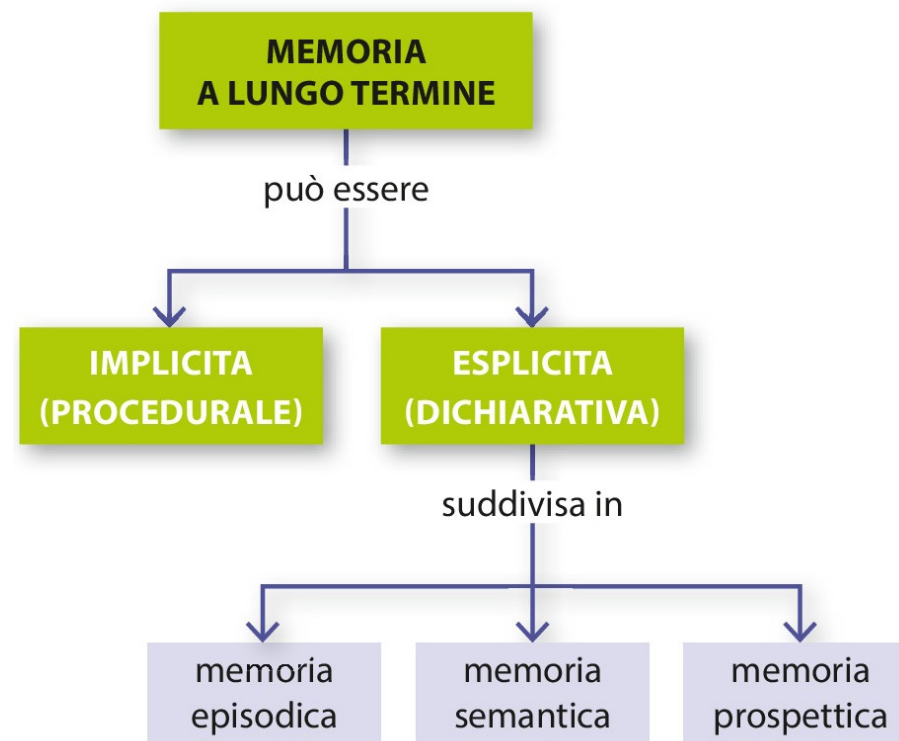 MEMORIA
A LUNGO TERMINE
può essere
IMPLICITA
(PROCEDURALE)
ESPLICITA
(DICHIARATIVA)
suddivisa in
memoria
episodica
memoria
semantica
memoria
prospettica